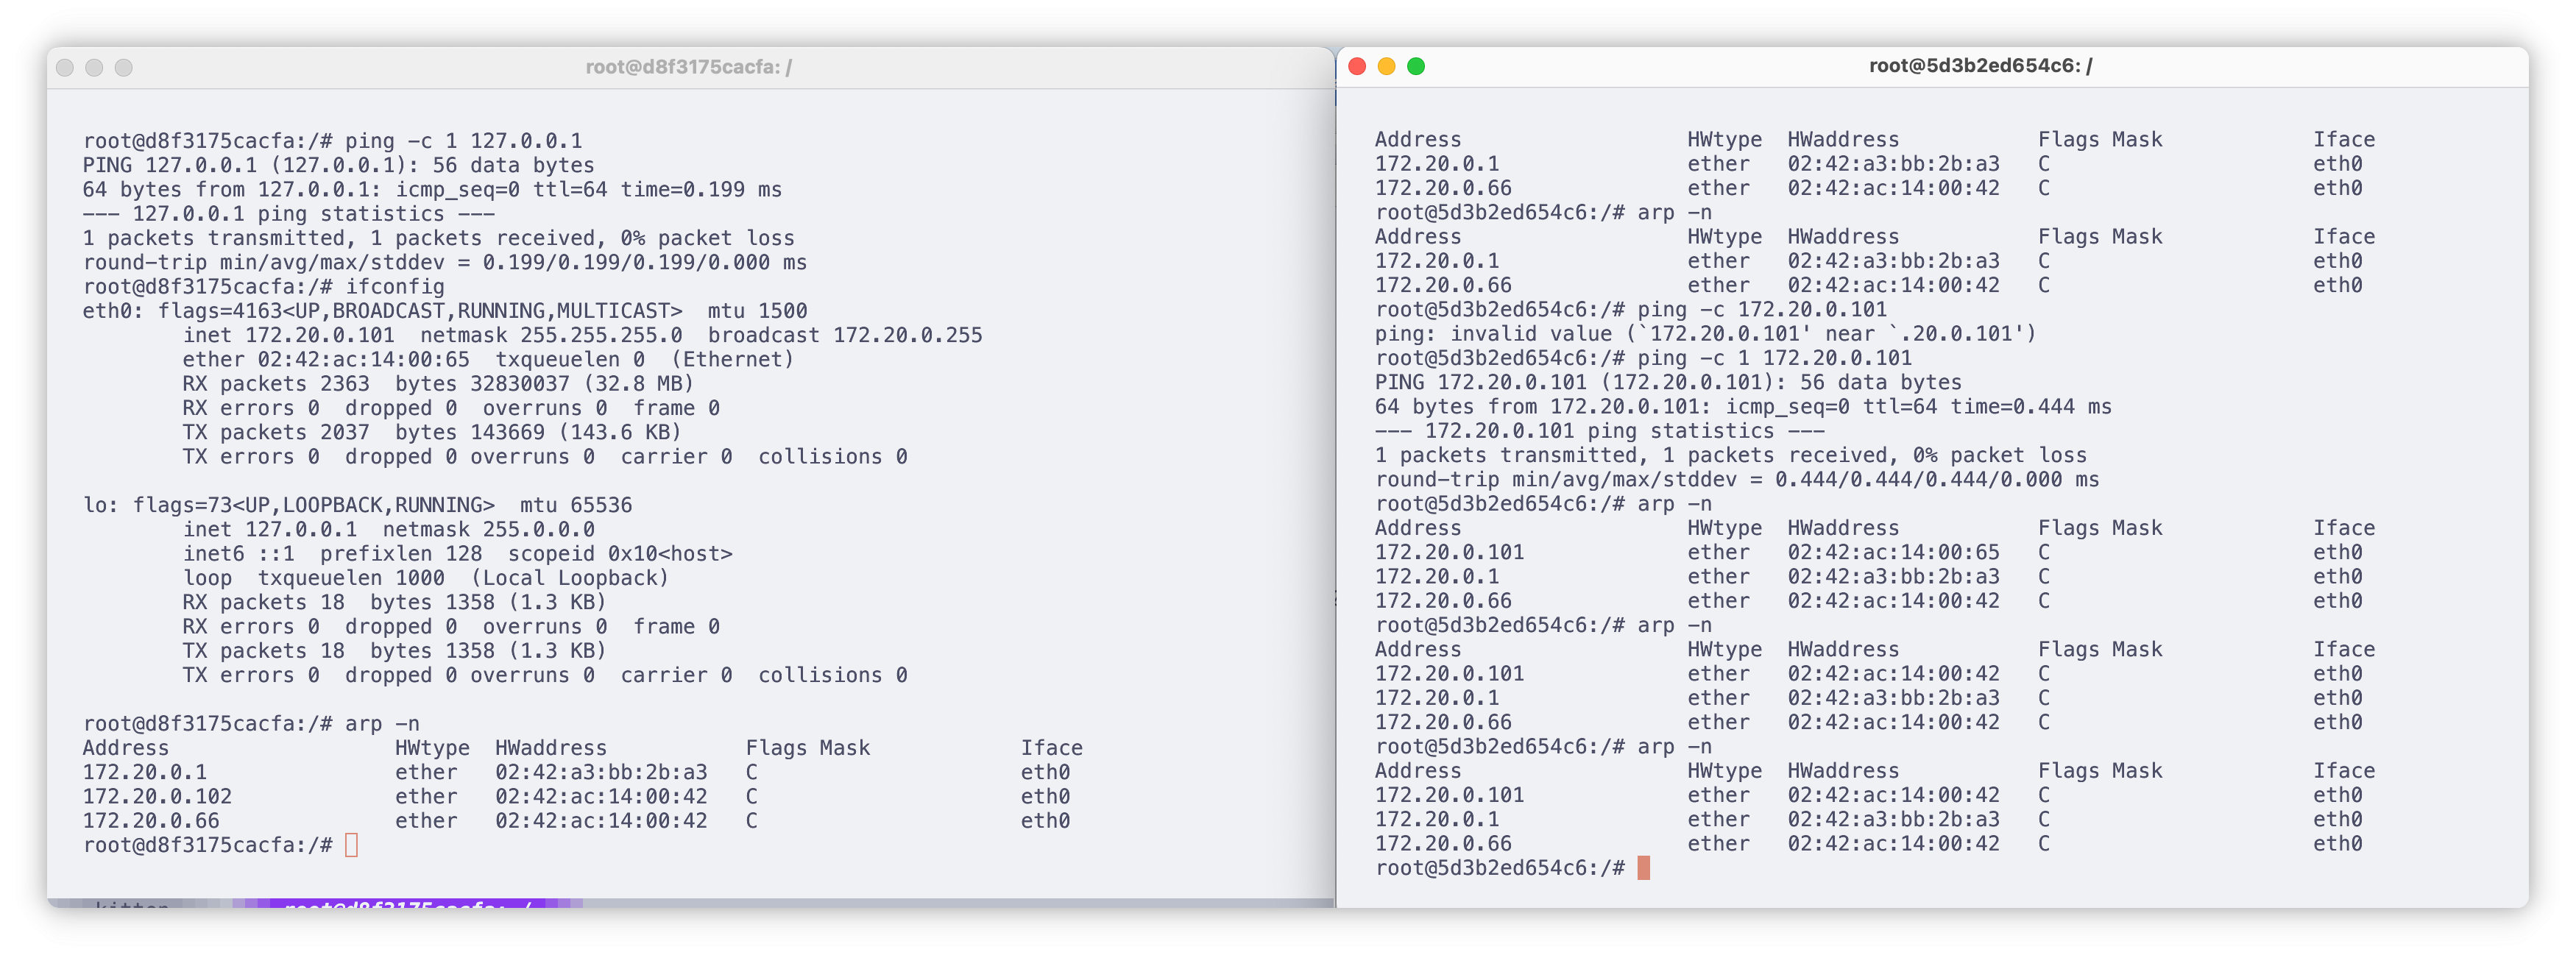 root@d8f3175cacfa: /
root@d8f3175cacfa:/# ping -c 1 127.0.0.1
PING 127.0.0.1 (127.0.0.1): 56 data bytes
64 bytes from 127.0.0.1: icmp_seq=0 ttl=64 time=0.199 ms
--- 127.0.0.1 ping statistics ---
1 packets transmitted, 1 packets received, 0% packet loss
round-trip min/avg/max/stddev = 0.199/0.199/0.199/0.000 ms
root@d8f3175cacfa:/# ifconfig
eth0: flags=4163<UP,BROADCAST,RUNNING,MULTICAST>  mtu 1500
        inet 172.20.0.101  netmask 255.255.255.0  broadcast 172.20.0.255
        ether 02:42:ac:14:00:65  txqueuelen 0  (Ethernet)
        RX packets 2363  bytes 32830037 (32.8 MB)
        RX errors 0  dropped 0  overruns 0  frame 0
        TX packets 2037  bytes 143669 (143.6 KB)
        TX errors 0  dropped 0 overruns 0  carrier 0  collisions 0
lo: flags=73<UP,LOOPBACK,RUNNING>  mtu 65536
        inet 127.0.0.1  netmask 255.0.0.0
        inet6 ::1  prefixlen 128  scopeid 0x10<host>
        loop  txqueuelen 1000  (Local Loopback)
        RX packets 18  bytes 1358 (1.3 KB)
        RX errors 0  dropped 0  overruns 0  frame 0
        TX packets 18  bytes 1358 (1.3 KB)
        TX errors 0  dropped 0 overruns 0  carrier 0  collisions 0
root@d8f3175cacfa:/# arp -n
Address                  HWtype  HWaddress           Flags Mask            Iface
172.20.0.1               ether   02:42:a3:bb:2b:a3   C                     eth0
172.20.0.102             ether   02:42:ac:14:00:42   C                     eth0
172.20.0.66              ether   02:42:ac:14:00:42   C                     eth0
root@d8f3175cacfa:/#
root@d8f3175cacfa: /
root@5d3b2ed654c6: /
Address                  HWtype  HWaddress           Flags Mask            Iface
172.20.0.1               ether   02:42:a3:bb:2b:a3   C                     eth0
172.20.0.66              ether   02:42:ac:14:00:42   C                     eth0
root@5d3b2ed654c6:/# arp -n
Address                  HWtype  HWaddress           Flags Mask            Iface
172.20.0.1               ether   02:42:a3:bb:2b:a3   C                     eth0
172.20.0.66              ether   02:42:ac:14:00:42   C                     eth0
root@5d3b2ed654c6:/# ping -c 172.20.0.101
ping: invalid value (`172.20.0.101' near `.20.0.101')
root@5d3b2ed654c6:/# ping -c 1 172.20.0.101
PING 172.20.0.101 (172.20.0.101): 56 data bytes
64 bytes from 172.20.0.101: icmp_seq=0 ttl=64 time=0.444 ms
--- 172.20.0.101 ping statistics ---
1 packets transmitted, 1 packets received, 0% packet loss
round-trip min/avg/max/stddev = 0.444/0.444/0.444/0.000 ms
root@5d3b2ed654c6:/# arp -n
Address                  HWtype  HWaddress           Flags Mask            Iface
172.20.0.101             ether   02:42:ac:14:00:65   C                     eth0
172.20.0.1               ether   02:42:a3:bb:2b:a3   C                     eth0
172.20.0.66              ether   02:42:ac:14:00:42   C                     eth0
root@5d3b2ed654c6:/# arp -n
Address                  HWtype  HWaddress           Flags Mask            Iface
172.20.0.101             ether   02:42:ac:14:00:42   C                     eth0
172.20.0.1               ether   02:42:a3:bb:2b:a3   C                     eth0
172.20.0.66              ether   02:42:ac:14:00:42   C                     eth0
root@5d3b2ed654c6:/# arp -n
Address                  HWtype  HWaddress           Flags Mask            Iface
172.20.0.101             ether   02:42:ac:14:00:42   C                     eth0
172.20.0.1               ether   02:42:a3:bb:2b:a3   C                     eth0
172.20.0.66              ether   02:42:ac:14:00:42   C                     eth0
root@5d3b2ed654c6:/#